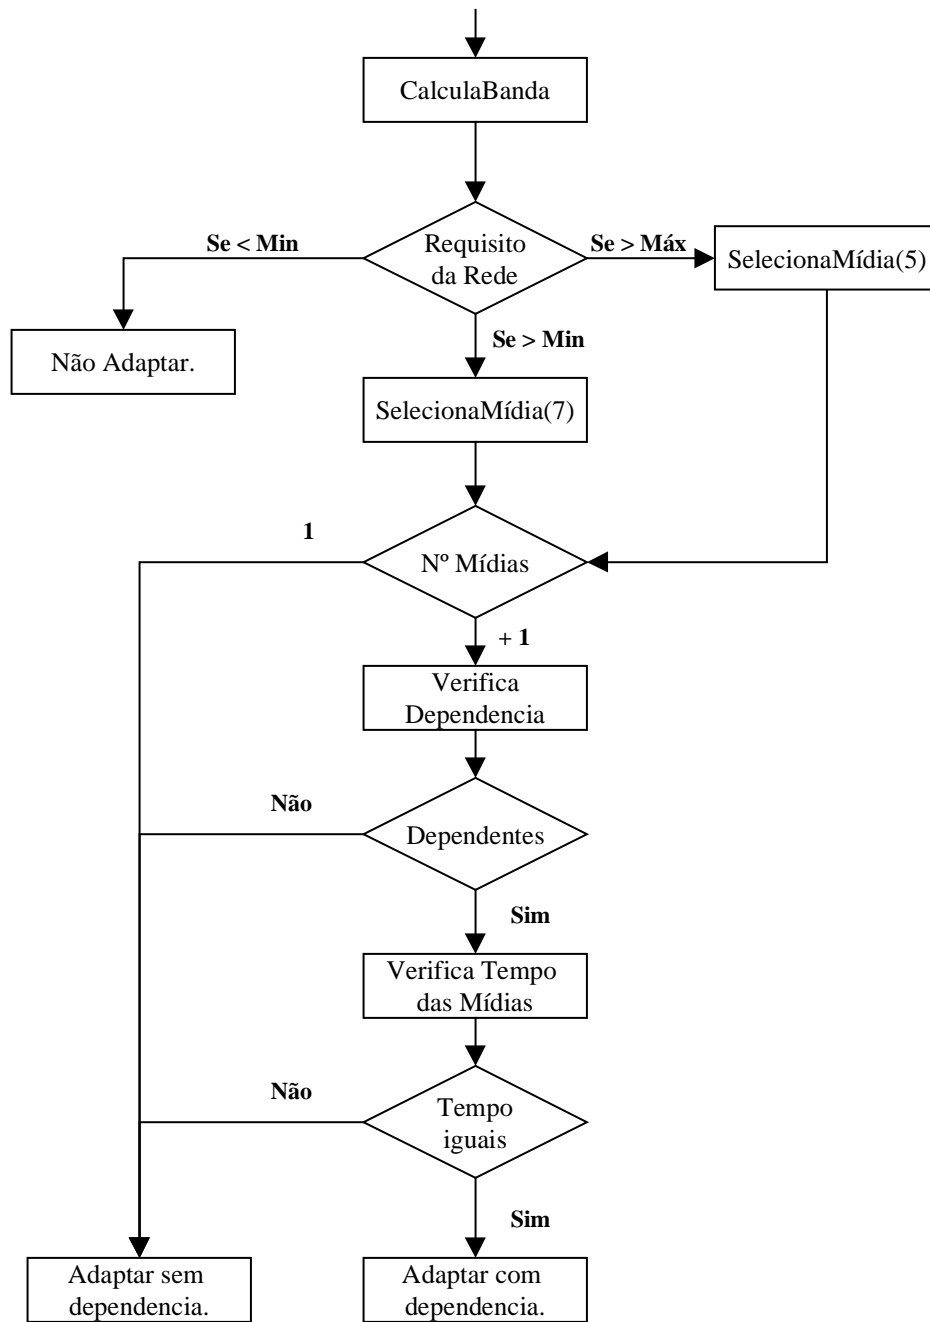 CalculaBanda
Se < Min
Requisito
da Rede
Se > Máx
SelecionaMídia(5)
Não Adaptar.
Se > Min
SelecionaMídia(7)
1
Nº Mídias
+ 1
Verifica
Dependencia
Não
Dependentes
Sim
Verifica Tempo
das Mídias
Não
Tempo
iguais
Sim
Adaptar sem
dependencia.
Adaptar com
dependencia.